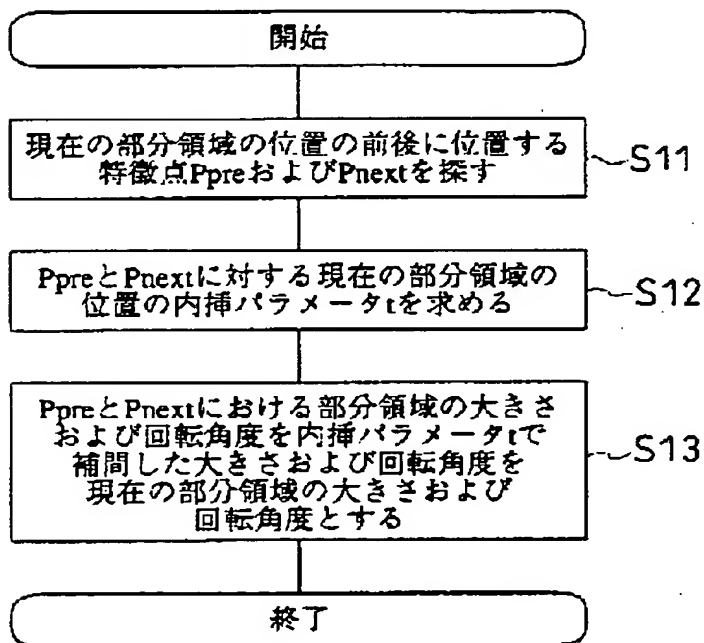 開始
現在の部分領域の位置の前後に位置する
特徴点PpreおよびPnextを探す
S11
PpreとPnextに対する現在の部分領域の
位置の内挿パラメータtを求める
S12
PpreとPnextにおける部分領域の大きさ
および回転角度を内挿パラメータtで
補間した大きさおよび回転角度を
現在の部分領域の大きさおよび
回転角度とする
S13
終了